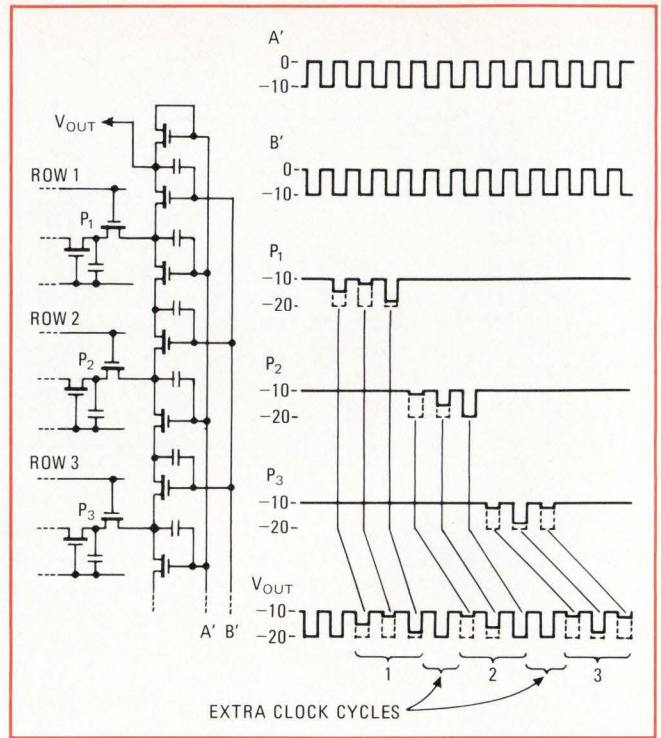 A'
0-
-10-
B'
0-
-10-
V_OUT
ROW 1
P₁
ROW 2
P₂
ROW 3
P₃
A' B'
P₁
-10-
-20-
P₂
-10-
-20-
P₃
-10-
-20-
V_OUT
-10-
-20-
1 2 3
EXTRA CLOCK CYCLES